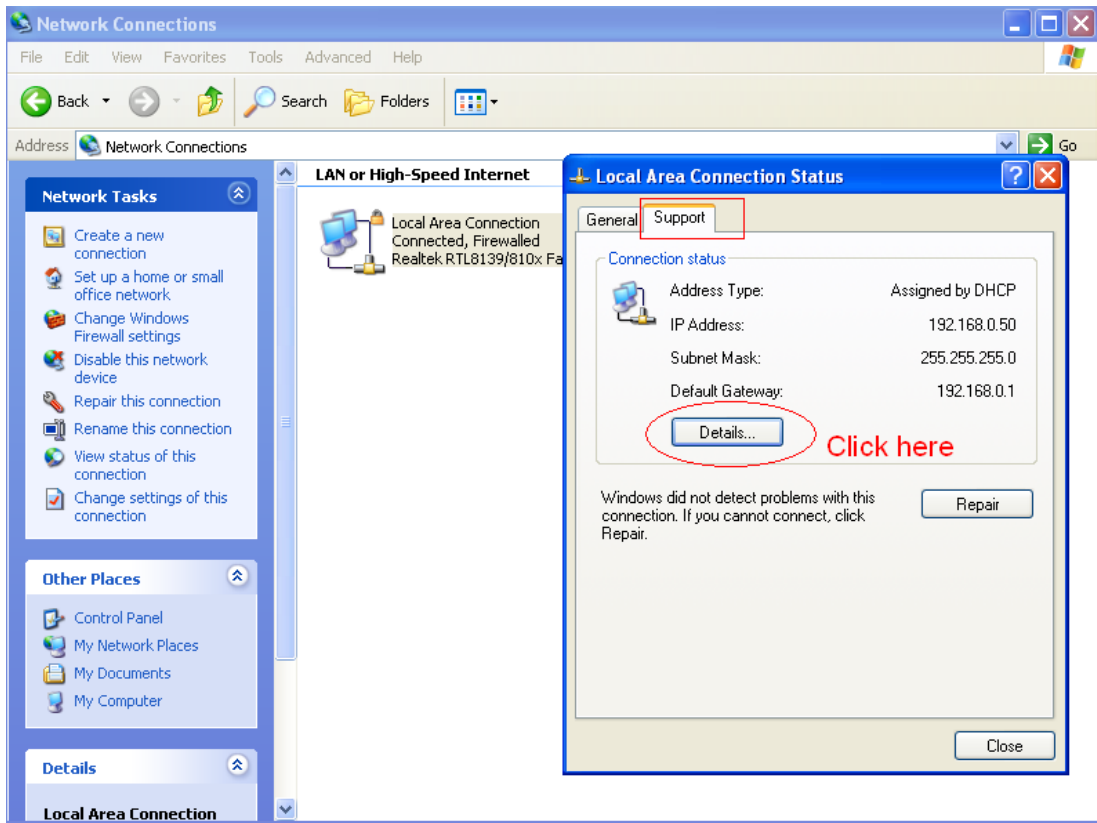 Network Connections
File Edit View Favorites Tools Advanced Help
Back Search Folders
Address Network Connections Go
Network Tasks
Create a new
connection
Set up a home or small
office network
Change Windows
Firewall settings
Disable this network
device
Repair this connection
Rename this connection
View status of this
connection
Change settings of this
connection
Other Places
Control Panel
My Network Places
My Documents
My Computer
Details
Local Area Connection
LAN or High-Speed Internet
Local Area Connection
Connected, Firewalled
Realtek RTL8139/810x Fa
Local Area Connection Status
General Support
Connection status
Address Type: Assigned by DHCP
IP Address: 192.168.0.50
Subnet Mask: 255.255.255.0
Default Gateway: 192.168.0.1
Details...
Click here
Windows did not detect problems with this
connection. If you cannot connect, click
Repair.
Repair
Close